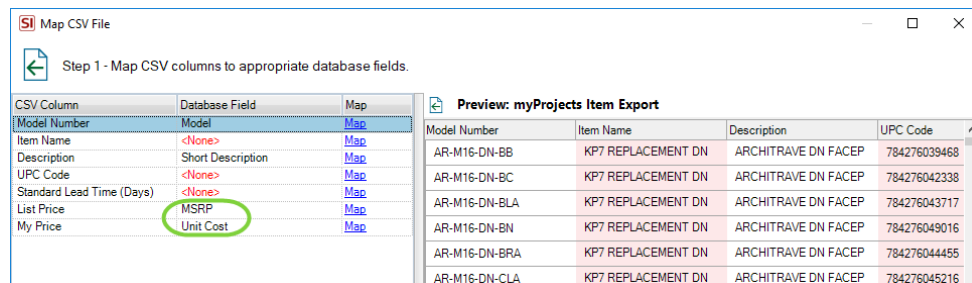 SI Map CSV File
Step 1 - Map CSV columns to appropriate database fields.
CSV Column Database Field Map
Model Number Model Map
Item Name <None> Map
Description Short Description Map
UPC Code <None> Map
Standard Lead Time (Days) <None> Map
List Price MSRP Map
My Price Unit Cost Map
Preview: myProjects Item Export
Model Number Item Name Description UPC Code
AR-M16-DN-BB KP7 REPLACEMENT DN ARCHITRAVE DN FACEP 784276039468
AR-M16-DN-BC KP7 REPLACEMENT DN ARCHITRAVE DN FACEP 784276042338
AR-M16-DN-BLA KP7 REPLACEMENT DN ARCHITRAVE DN FACEP 784276043717
AR-M16-DN-BN KP7 REPLACEMENT DN ARCHITRAVE DN FACEP 784276049016
AR-M16-DN-BRA KP7 REPLACEMENT DN ARCHITRAVE DN FACEP 784276044455
AR-M16-DN-CLA KP7 REPLACEMENT DN ARCHITRAVE DN FACEP 784276045216